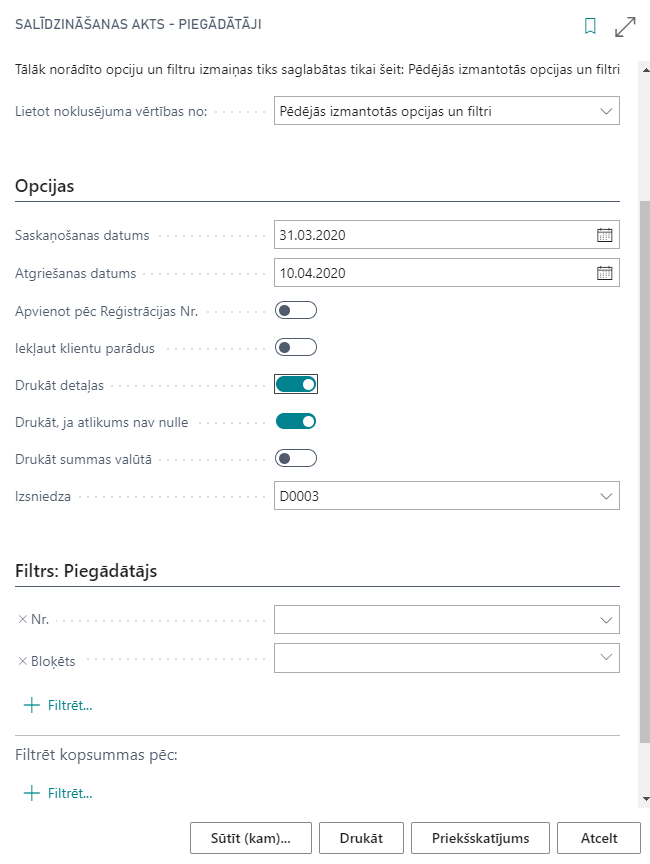 SALĪDZINĀŠANAS AKTS - PIEGĀDĀTĀJI
Tālāk norādīto opciju un filtru izmaiņas tiks saglabātas tikai šeit: Pēdējās izmantotās opcijas un filtri
Lietot noklusējuma vērtības no:
Pēdējās izmantotās opcijas un filtri
Opcijas
Saskaņošanas datums
31.03.2020
Atgriešanas datums
10.04.2020
Apvienot pēc Reģistrācijas Nr.
Iekļaut klientu parādus
Drukāt detaļas
Drukāt, ja atlikums nav nulle
Drukāt summas valūtā
Izsniedza
D0003
Filtrs: Piegādātājs
× Nr.
× Bloķēts
+ Filtrēt...
Filtrēt kopsummas pēc:
+ Filtrēt...
Sūtīt (kam)...
Drukāt
Priekšskatījums
Atcelt